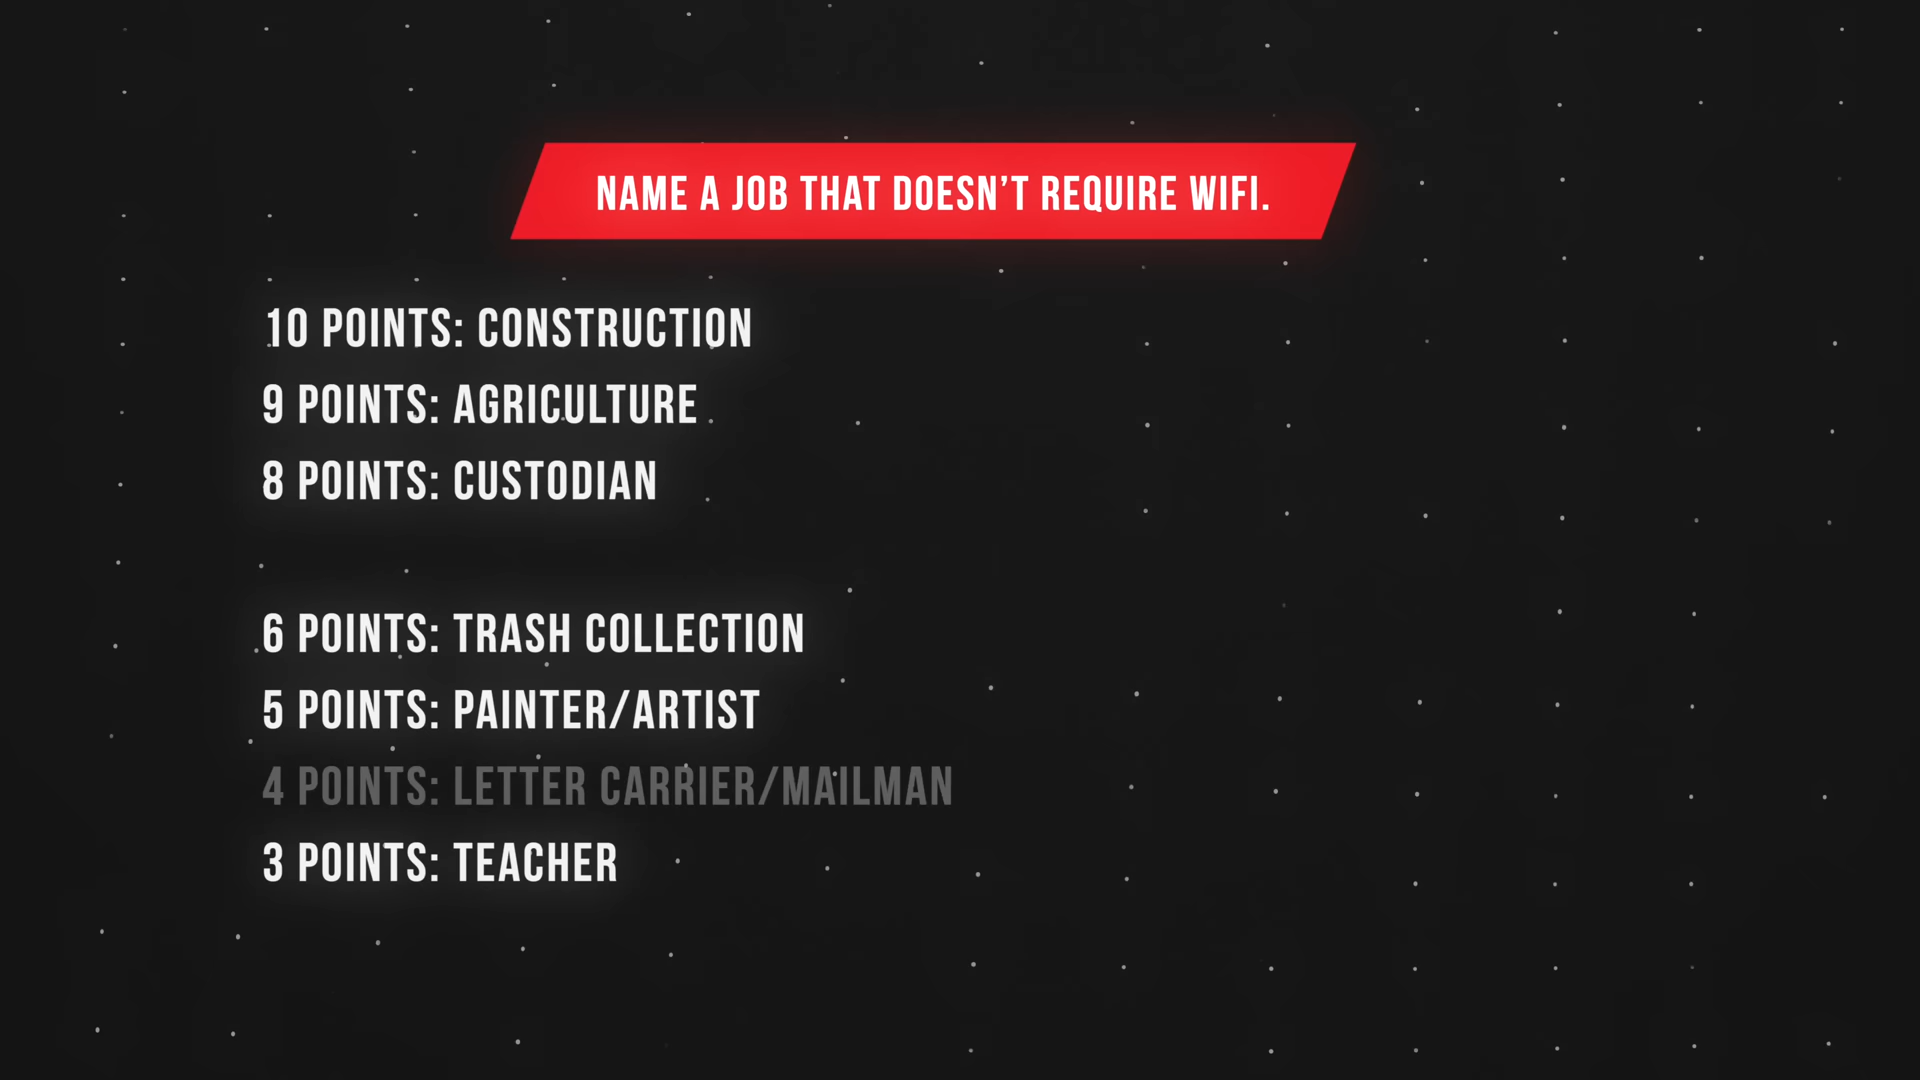 NAME A JOB THAT DOESN'T REQUIRE WIFI.
10 POINTS: CONSTRUCTION
9 POINTS: AGRICULTURE
8 POINTS: CUSTODIAN
6 POINTS: TRASH COLLECTION
5 POINTS: PAINTER/ARTIST
4 POINTS: LETTER CARRIER/MAILMAN
3 POINTS: TEACHER